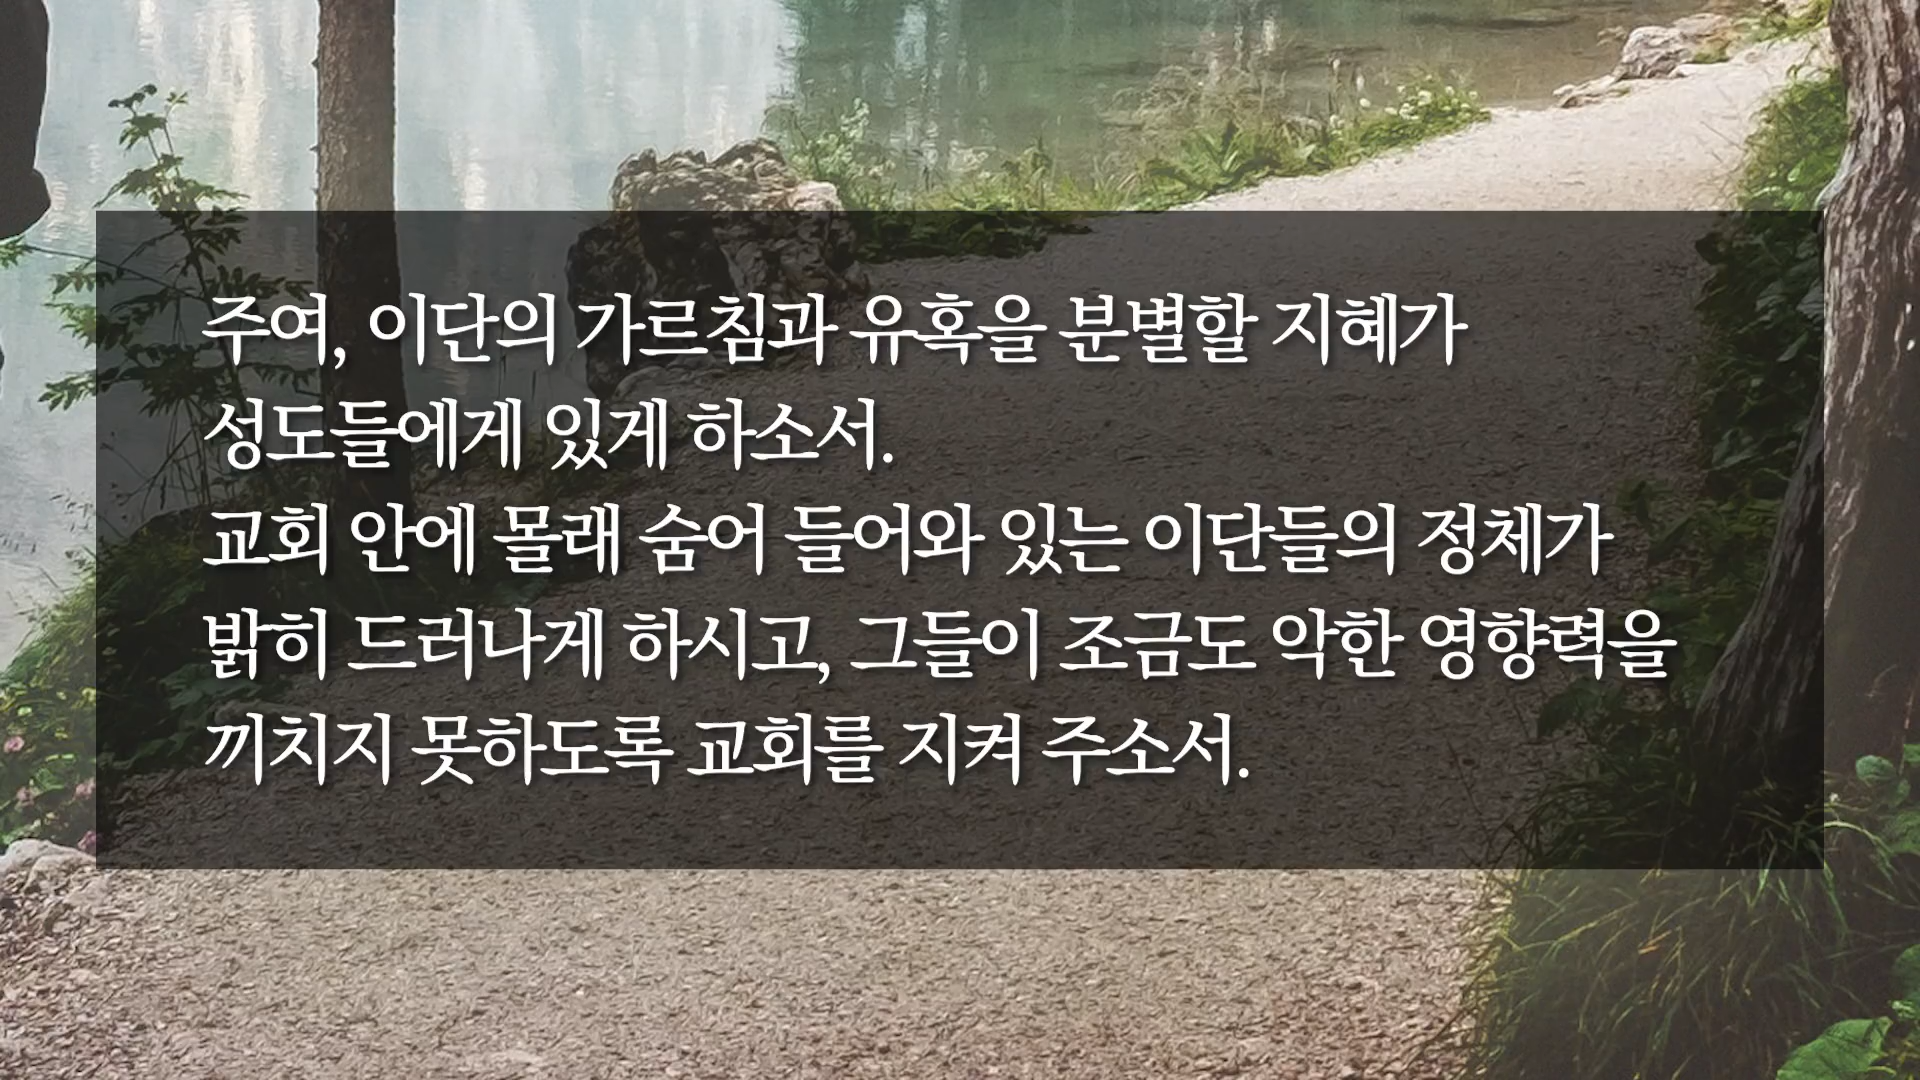 주여, 이단의 가르침과 유혹을 분별할 지혜가
성도들에게 있게 하소서.
교회 안에 몰래 숨어 들어와 있는 이단들의 정체가
밝히 드러나게 하시고, 그들이 조금도 악한 영향력을
끼치지 못하도록 교회를 지켜 주소서.